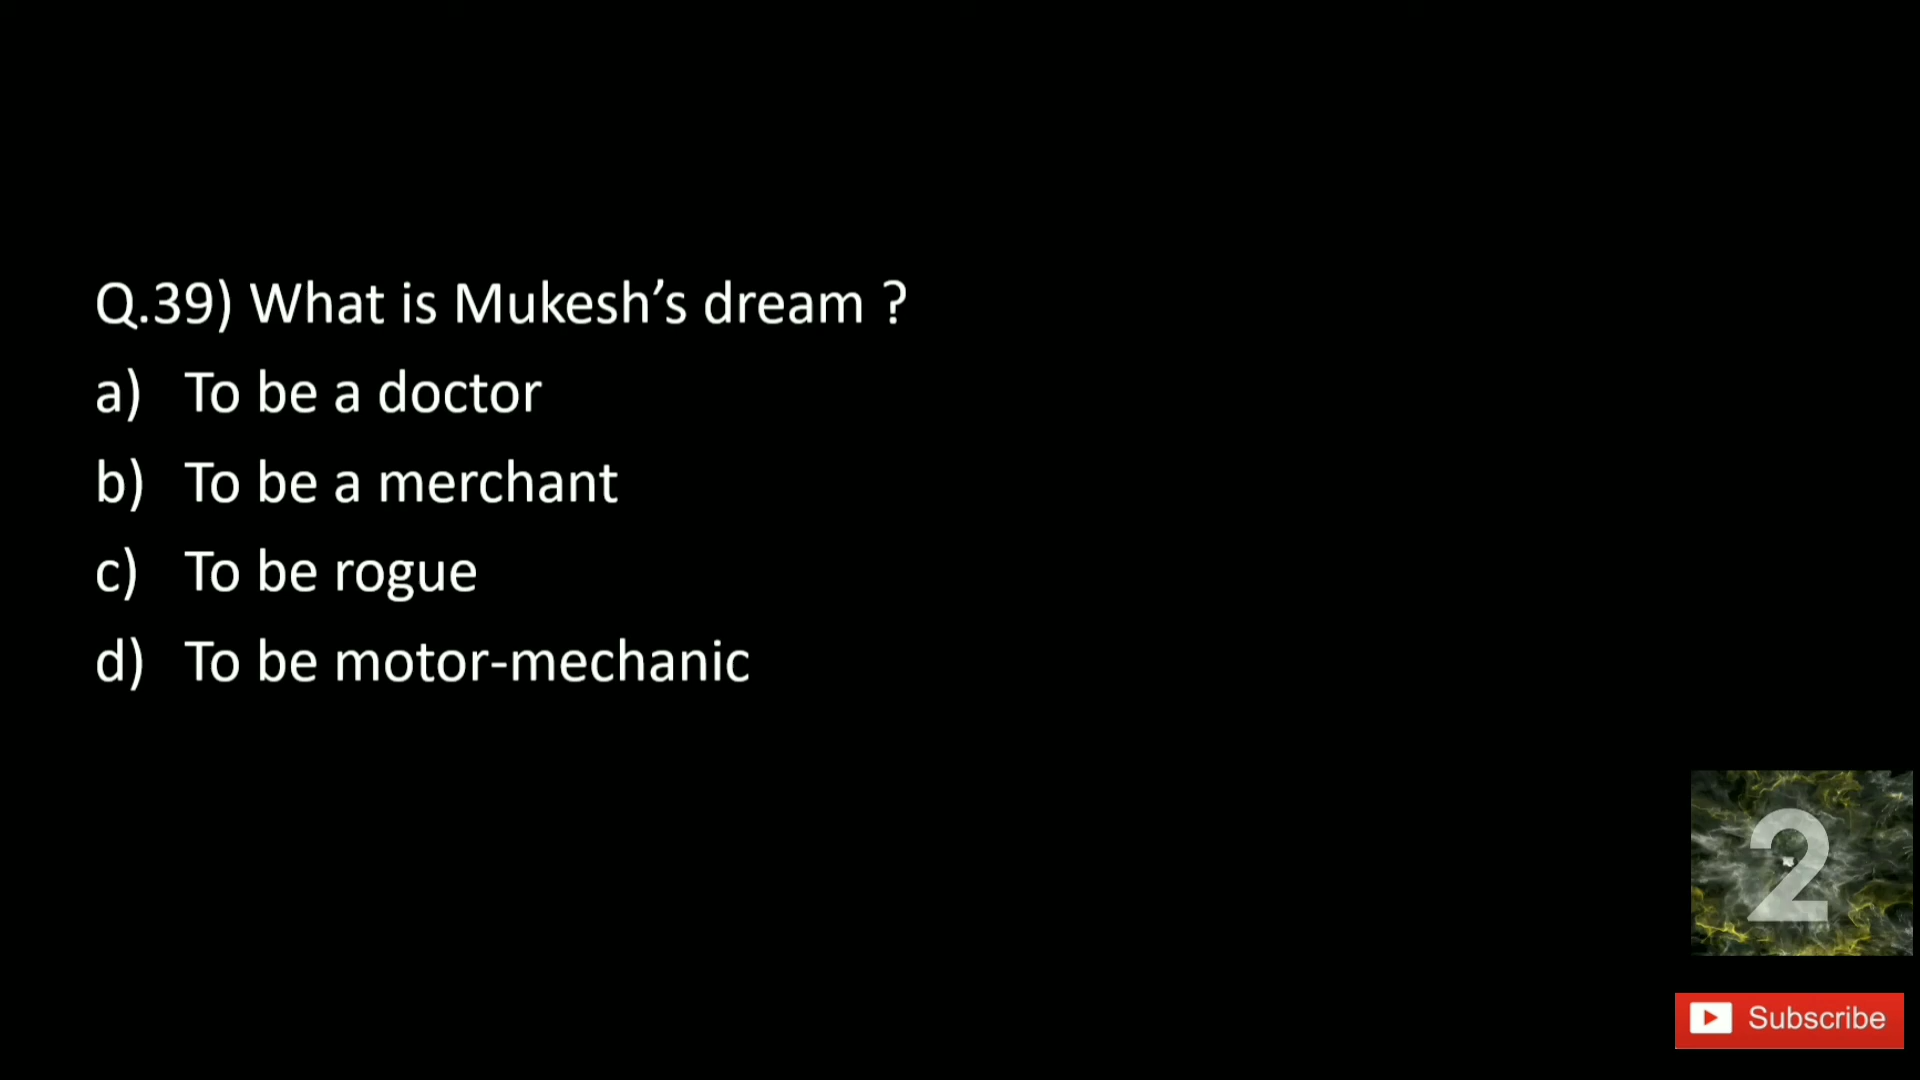 Q.39) What is Mukesh’s dream ?
a) To be a doctor
b) To be a merchant
c) To be rogue
d) To be motor-mechanic
2
Subscribe